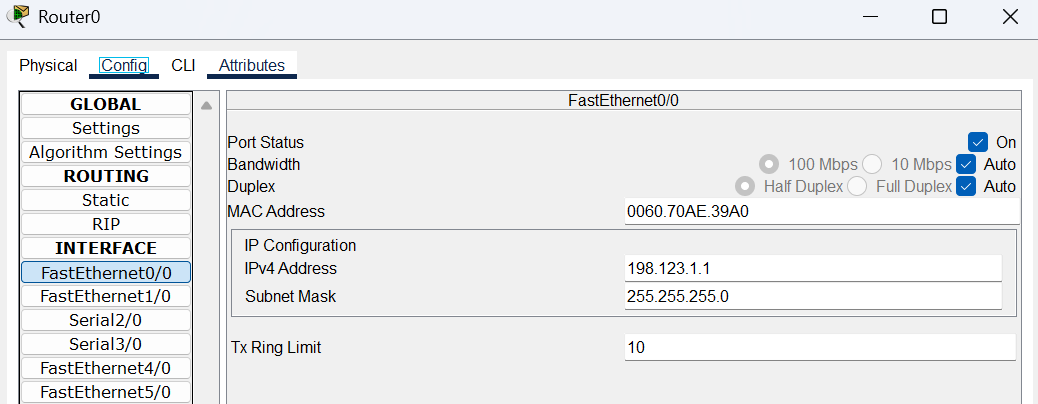 Router0
Physical Config CLI Attributes
GLOBAL
Settings
Algorithm Settings
ROUTING
Static
RIP
INTERFACE
FastEthernet0/0
FastEthernet1/0
Serial2/0
Serial3/0
FastEthernet4/0
FastEthernet5/0
FastEthernet0/0
Port Status On
Bandwidth 100 Mbps 10 Mbps Auto
Duplex Half Duplex Full Duplex Auto
MAC Address 0060.70AE.39A0
IP Configuration
IPv4 Address 198.123.1.1
Subnet Mask 255.255.255.0
Tx Ring Limit 10